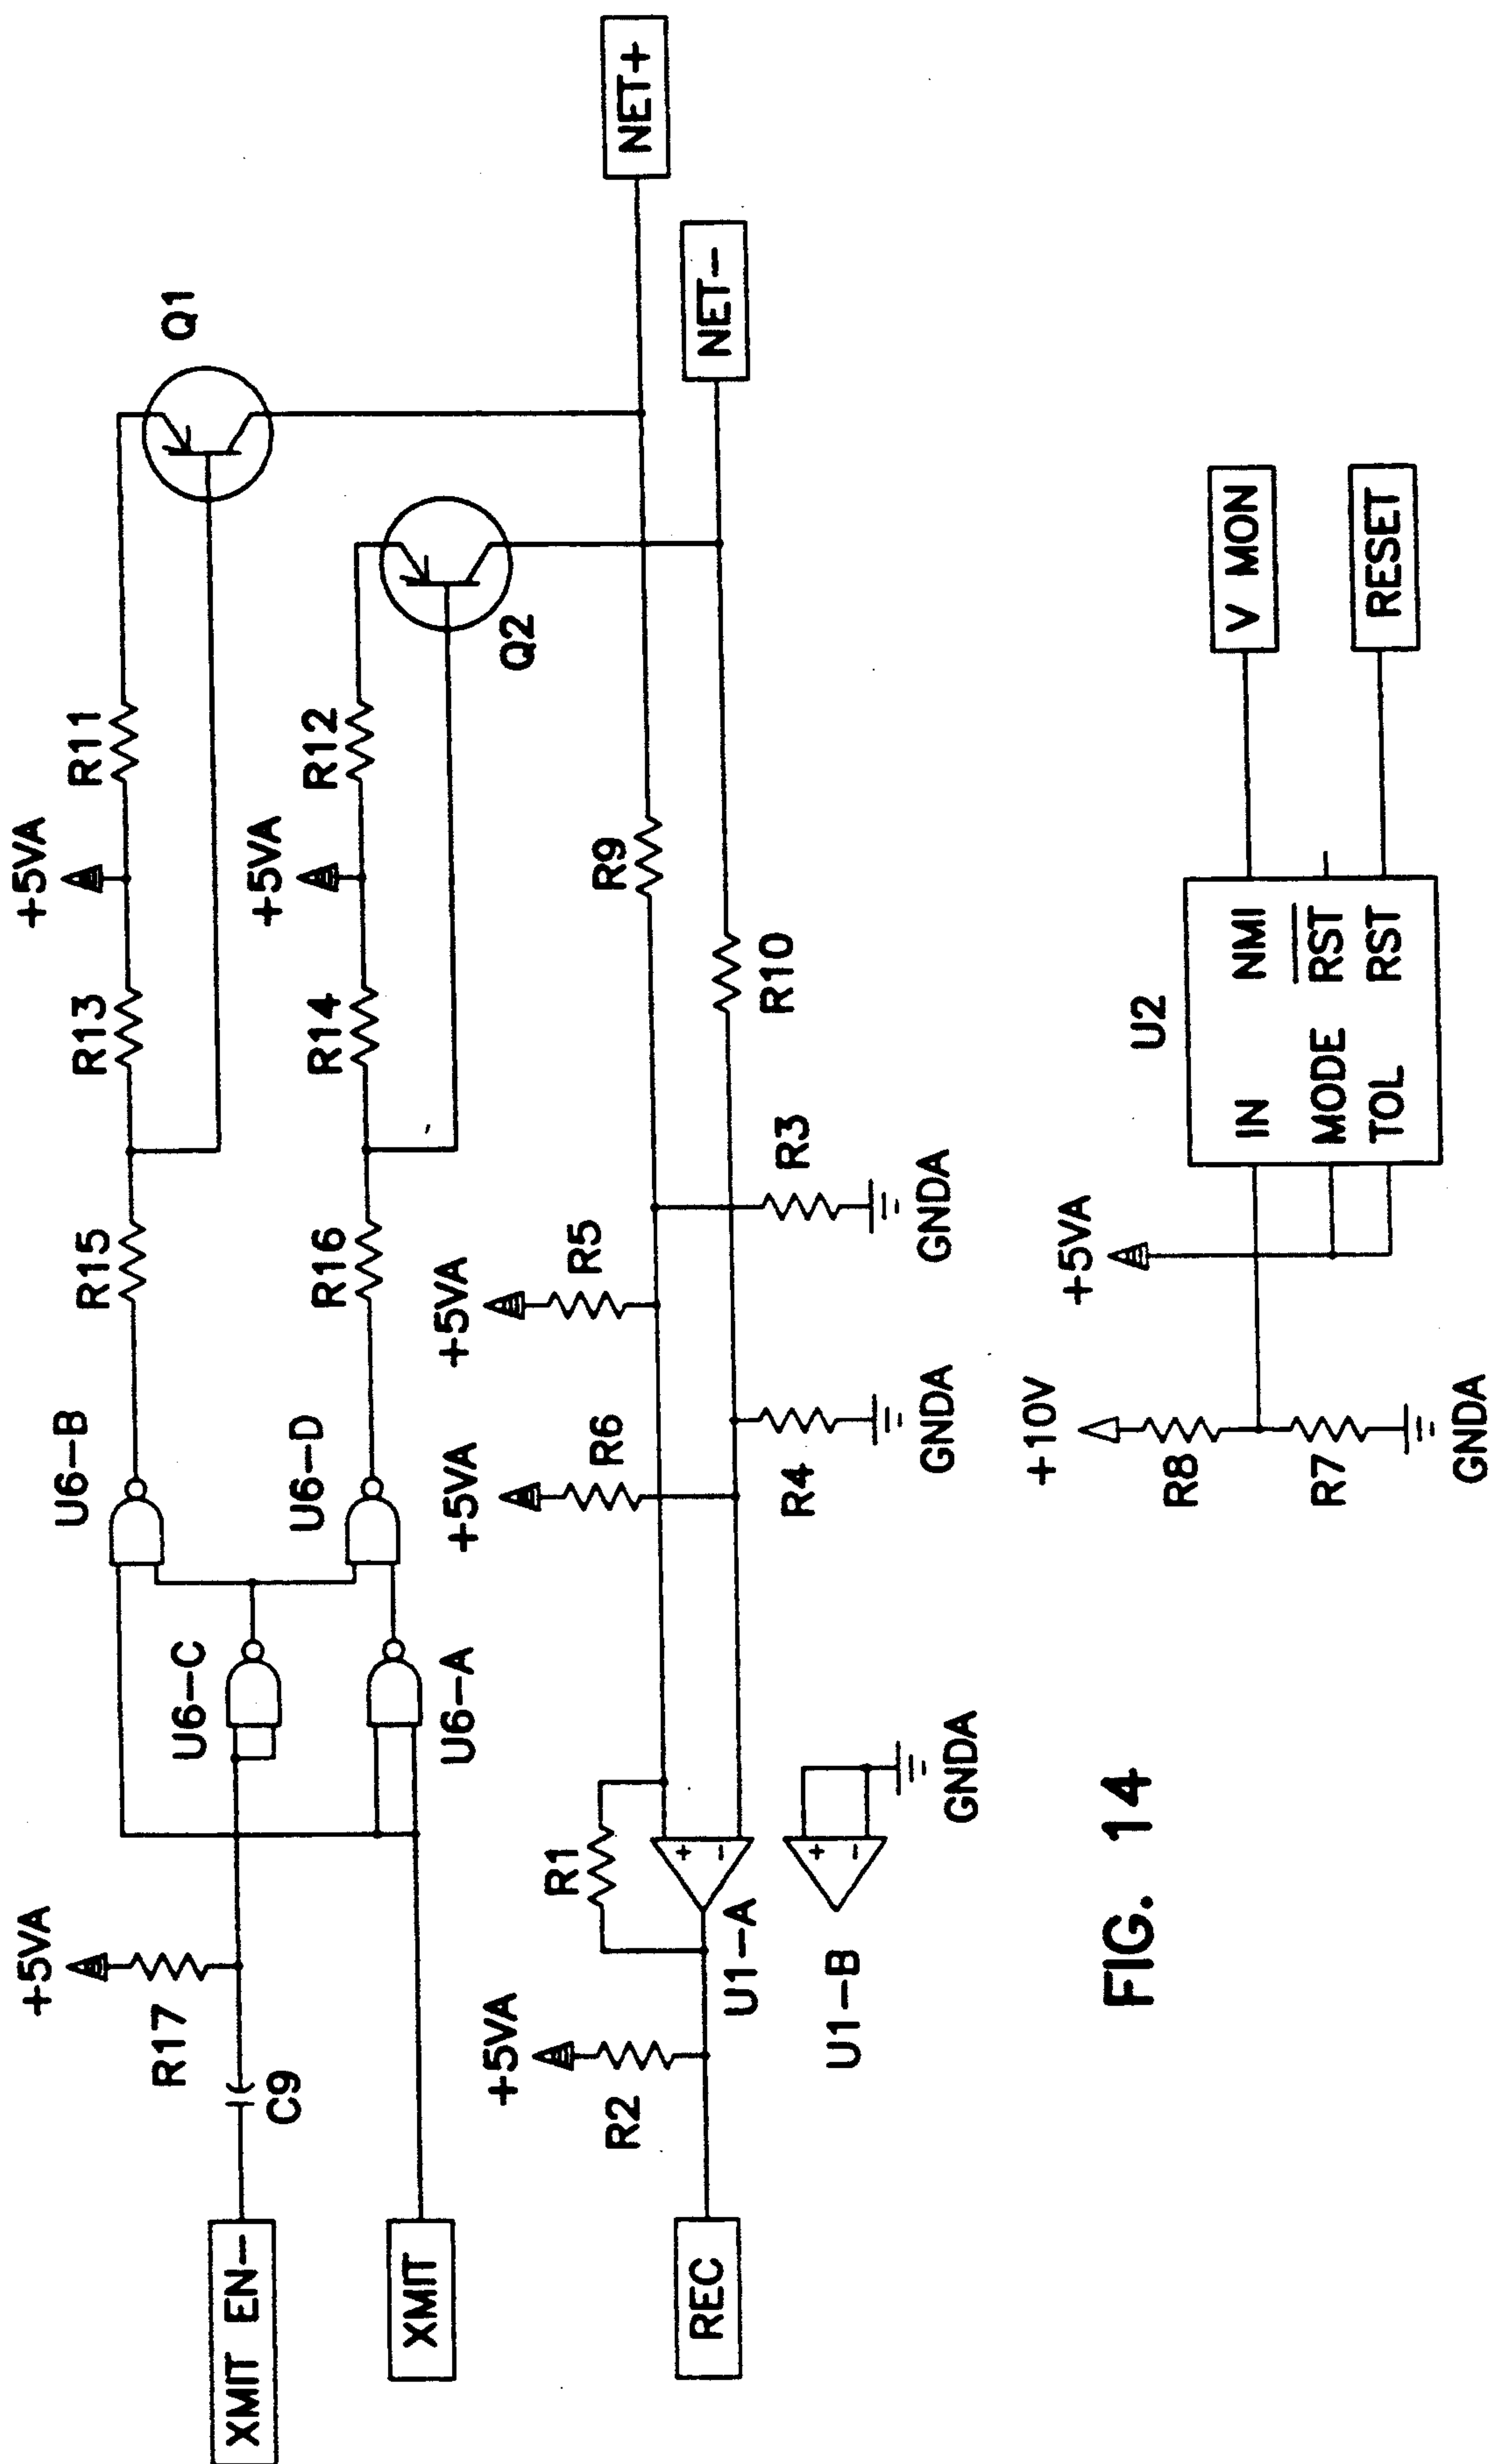 +5VA
+5VA
R17
C9
XMIT EN-
XMIT
U6-C
U6-A
U6-B
U6-D
R15
R13
R11
Q1
R16
R14
+5VA
R12
Q2
NET+
NET-
+5VA
R2
REC
R1
+
-
U1-A
+
-
U1-B
GNDA
+5VA
R6
+5VA
R5
R4
GNDA
R3
GNDA
R9
R10
+10V
R8
R7
GNDA
+5VA
U2
IN NMI
MODE RST
TOL RST
V MON
RESET
FIG. 14